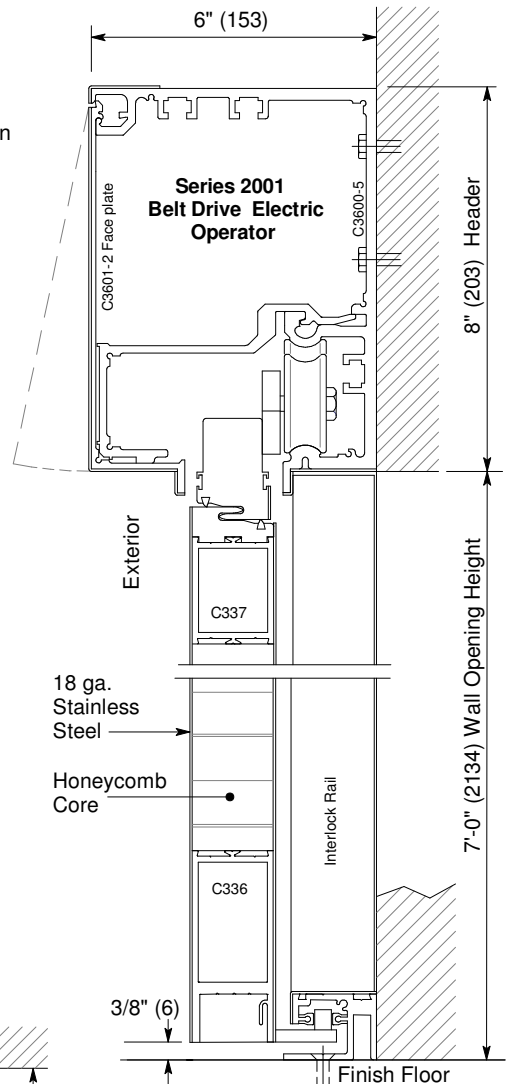 6" (153)
n
Series 2001
Belt Drive Electric
Operator
C3601-2 Face plate
C3600-5
8" (203) Header
Exterior
C337
18 ga.
Stainless
Steel
Honeycomb
Core
Interlock Rail
7'-0" (2134) Wall Opening Height
C336
3/8" (6)
Finish Floor